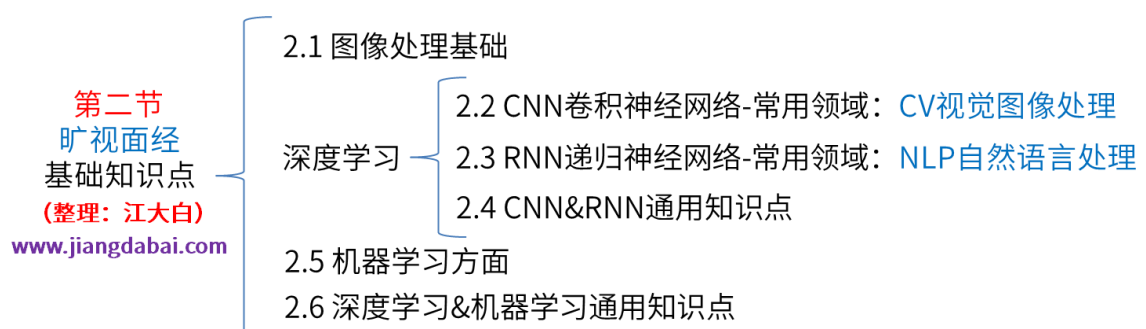 第二节
旷视面经
基础知识点
（整理：江大白）
www.jiangdabai.com
2.1 图像处理基础
深度学习
2.2 CNN卷积神经网络-常用领域：CV视觉图像处理
2.3 RNN递归神经网络-常用领域：NLP自然语言处理
2.4 CNN&RNN通用知识点
2.5 机器学习方面
2.6 深度学习&机器学习通用知识点